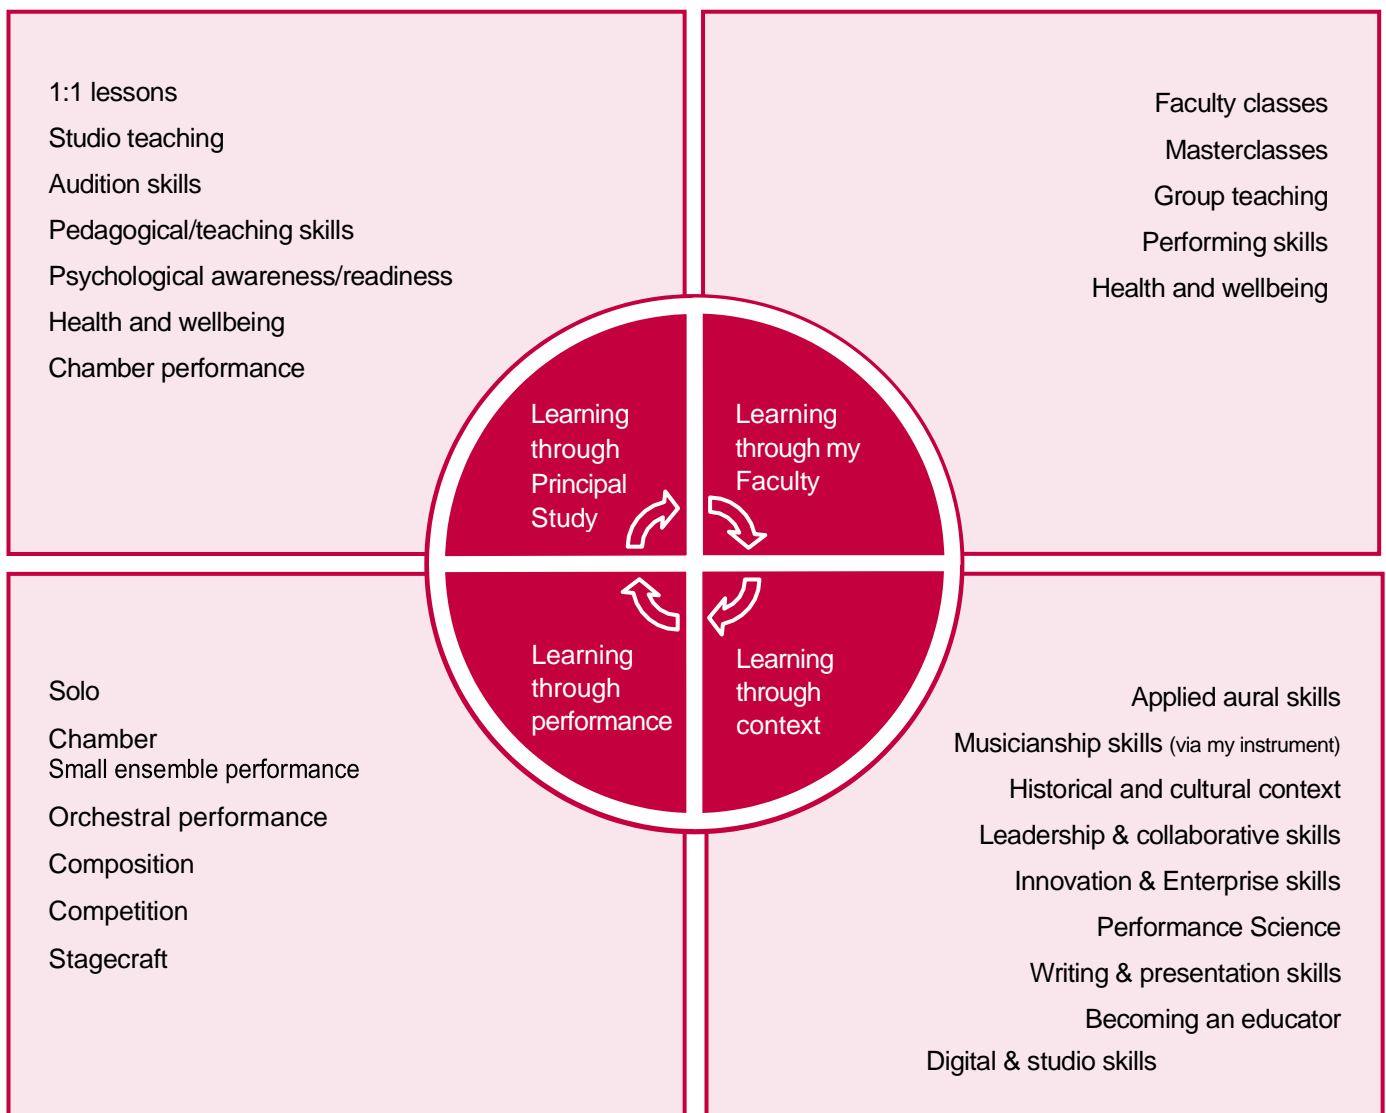 1:1 lessons
Studio teaching
Audition skills
Pedagogical/teaching skills
Psychological awareness/readiness
Health and wellbeing
Chamber performance
Faculty classes
Masterclasses
Group teaching
Performing skills
Health and wellbeing
Learning
through
Principal
Study
Learning
through my
Faculty
Learning
through
performance
Learning
through
context
Solo
Chamber
Small ensemble performance
Orchestral performance
Composition
Competition
Stagecraft
Applied aural skills
Musicianship skills (via my instrument)
Historical and cultural context
Leadership & collaborative skills
Innovation & Enterprise skills
Performance Science
Writing & presentation skills
Becoming an educator
Digital & studio skills